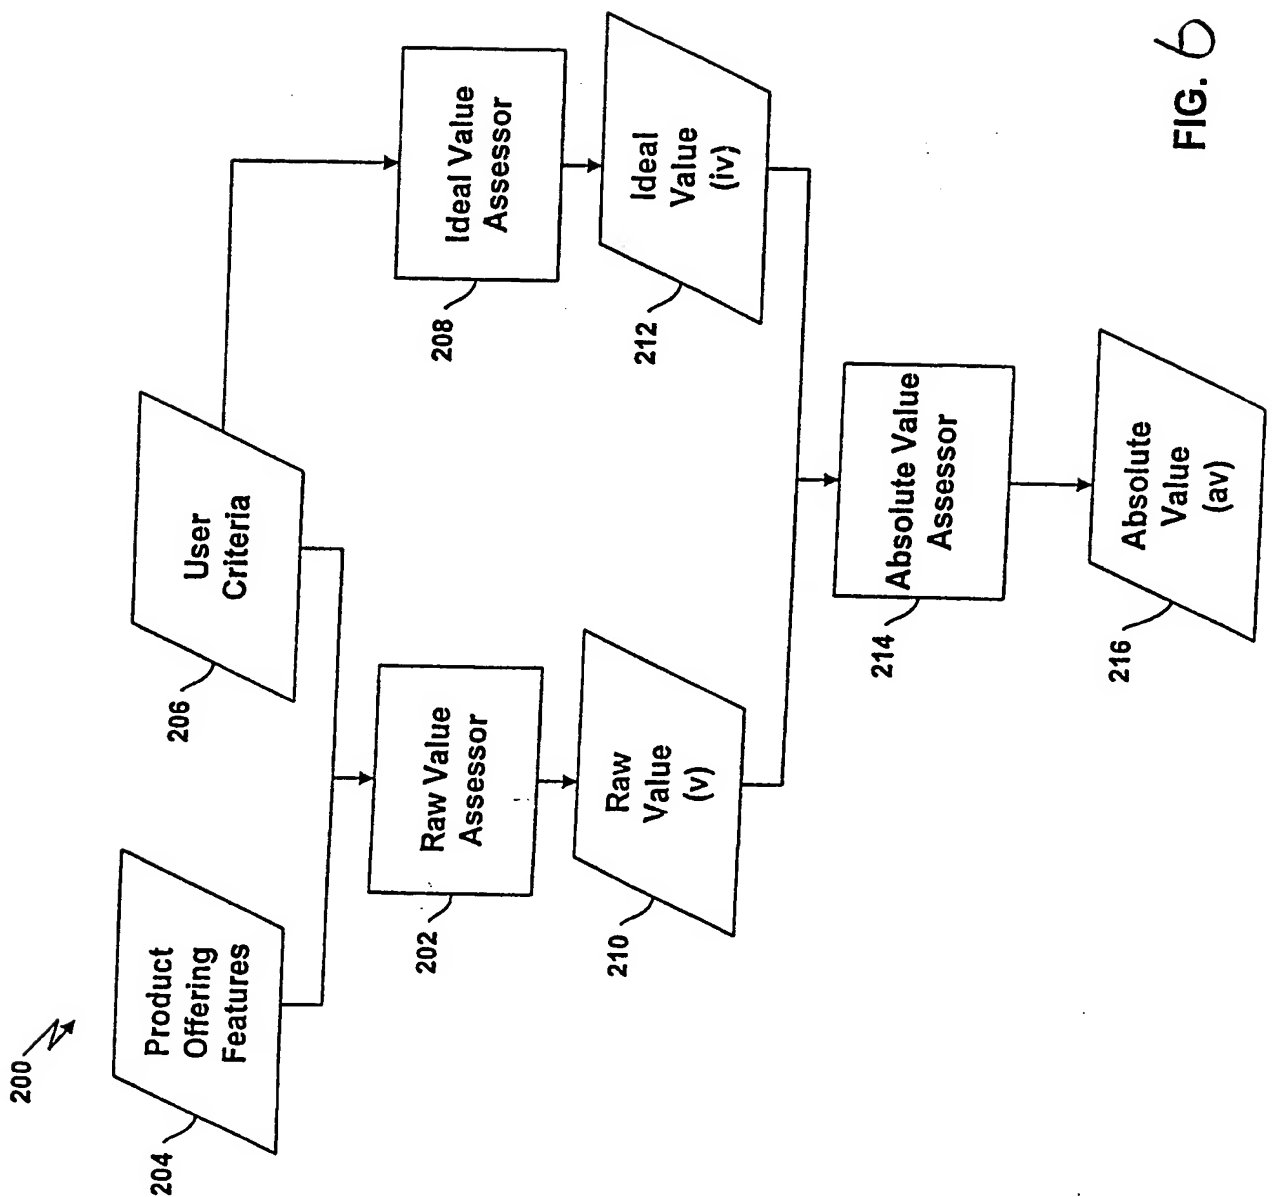 200
Product
Offering
Features
204
User
Criteria
206
Raw Value
Assessor
202
Ideal Value
Assessor
208
Raw
Value
(v)
210
Ideal
Value
(iv)
212
Absolute Value
Assessor
214
Absolute
Value
(av)
216
FIG. 6